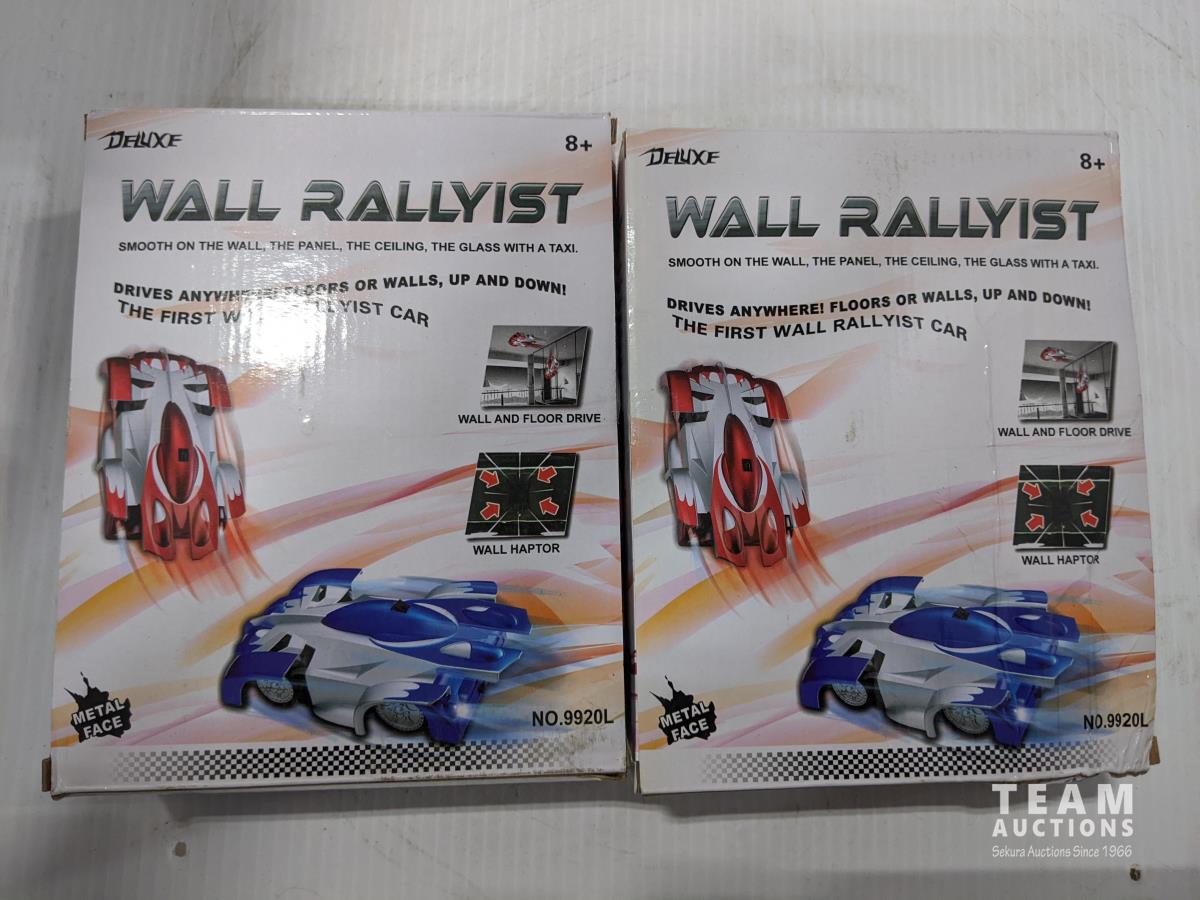 DELUXE
8+
WALL RALLYIST
SMOOTH ON THE WALL, THE PANEL, THE CEILING, THE GLASS WITH A TAXI.
DRIVES ANYWHERE! FLOORS OR WALLS, UP AND DOWN!
THE FIRST WALL RALLYIST CAR
WALL AND FLOOR DRIVE
WALL HAPTOR
METAL
FACE
NO.9920L
DELUXE
8+
WALL RALLYIST
SMOOTH ON THE WALL, THE PANEL, THE CEILING, THE GLASS WITH A TAXI.
DRIVES ANYWHERE! FLOORS OR WALLS, UP AND DOWN!
THE FIRST WALL RALLYIST CAR
WALL AND FLOOR DRIVE
WALL HAPTOR
METAL
FACE
NO.9920L
TEAM
AUCTIONS
Sekura Auctions Since 1966